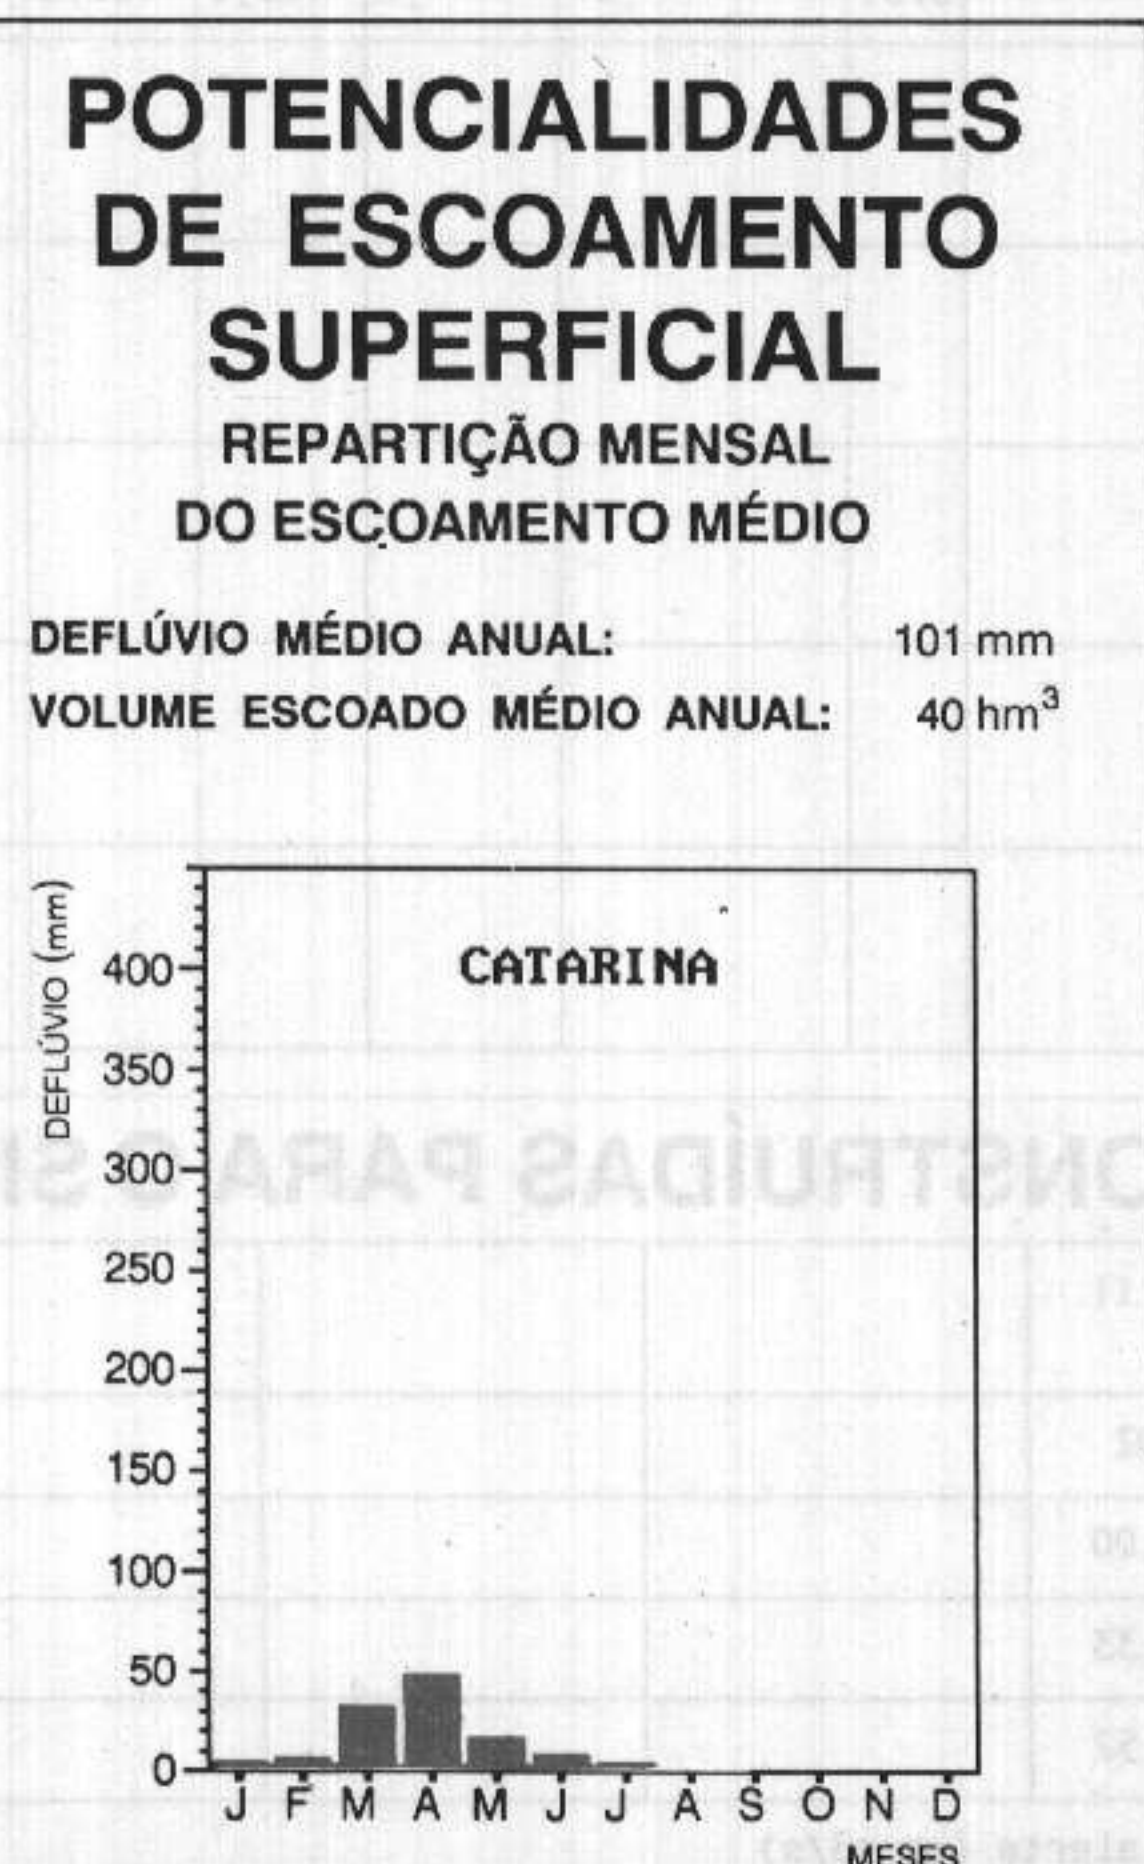 POTENCIALIDADES
DE ESCOAMENTO
SUPERFICIAL
REPARTIÇÃO MENSAL
DO ESCOAMENTO MÉDIO
DEFLÚVIO MÉDIO ANUAL: 101 mm
VOLUME ESCOADO MÉDIO ANUAL: 40 hm³
DEFLÚVIO (mm)
CATARINA
400
350
300
250
200
150
100
50
0
J F M A M J J A S O N D
MESES